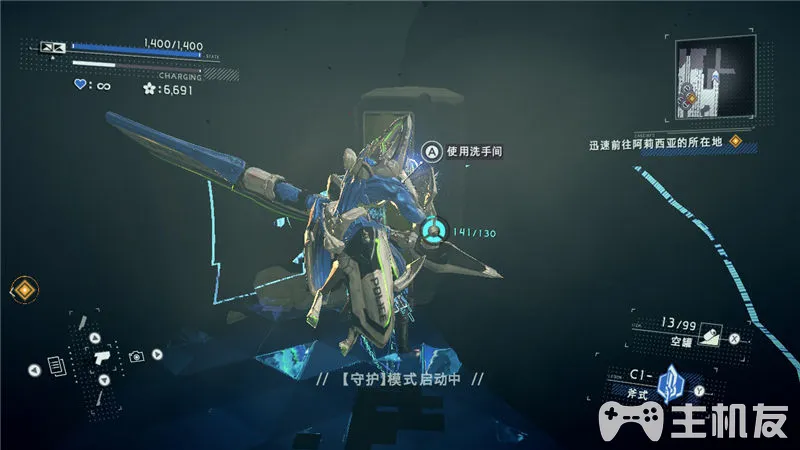 1,400/1,400
STATE
CHARGING
: ∞
: 6,691
迅速前往阿莉西亚的所在地
A 使用洗手间
141/130
POLICE
13/99
空罐
X
C1-
斧式
Y
// 【守护】模式启动中 //
主机友